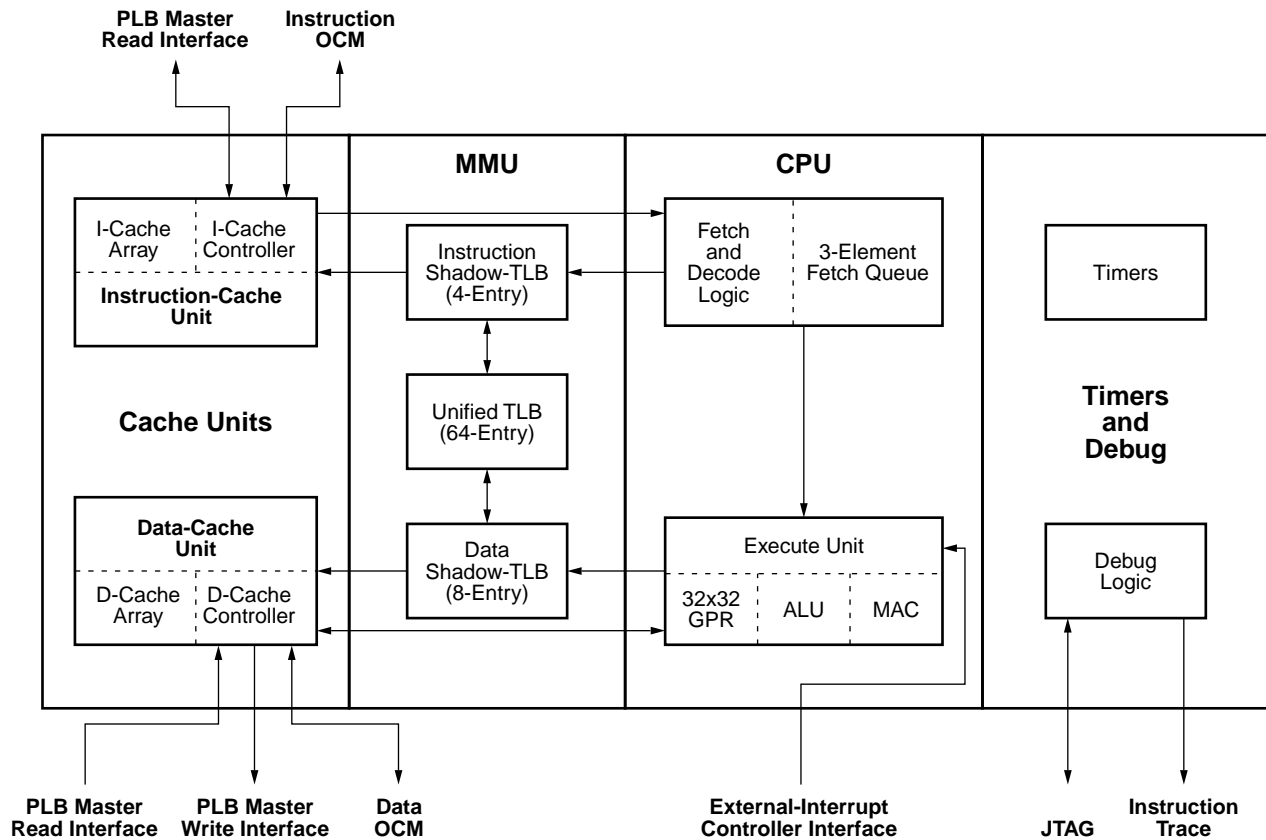 PLB Master
Read Interface
Instruction
OCM
MMU
CPU
I-Cache
Array
I-Cache
Controller
Instruction-Cache
Unit
Instruction
Shadow-TLB
(4-Entry)
Fetch
and
Decode
Logic
3-Element
Fetch Queue
Timers
Cache Units
Unified TLB
(64-Entry)
Timers
and
Debug
Data-Cache
Unit
D-Cache
Array
D-Cache
Controller
Data
Shadow-TLB
(8-Entry)
Execute Unit
32x32
GPR
ALU
MAC
Debug
Logic
PLB Master
Read Interface
PLB Master
Write Interface
Data
OCM
External-Interrupt
Controller Interface
JTAG
Instruction
Trace